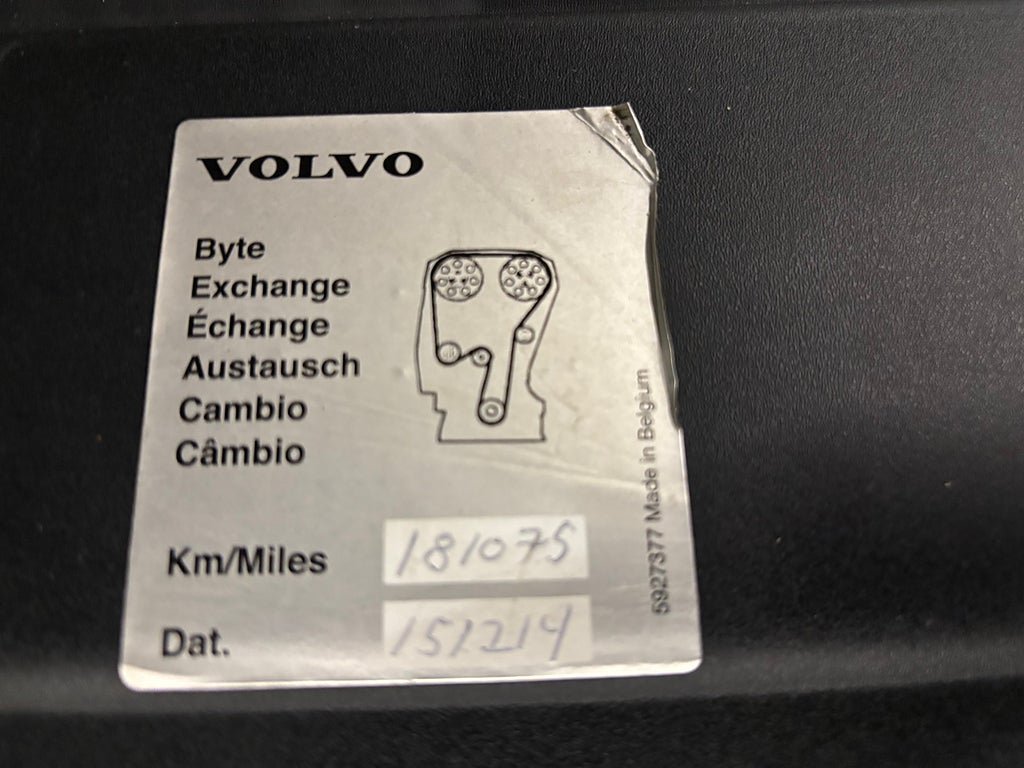 VOLVO
Byte
Exchange
Échange
Austausch
Cambio
Câmbio
Km/Miles 181075
Dat. 151214
5927377 Made in Belgium